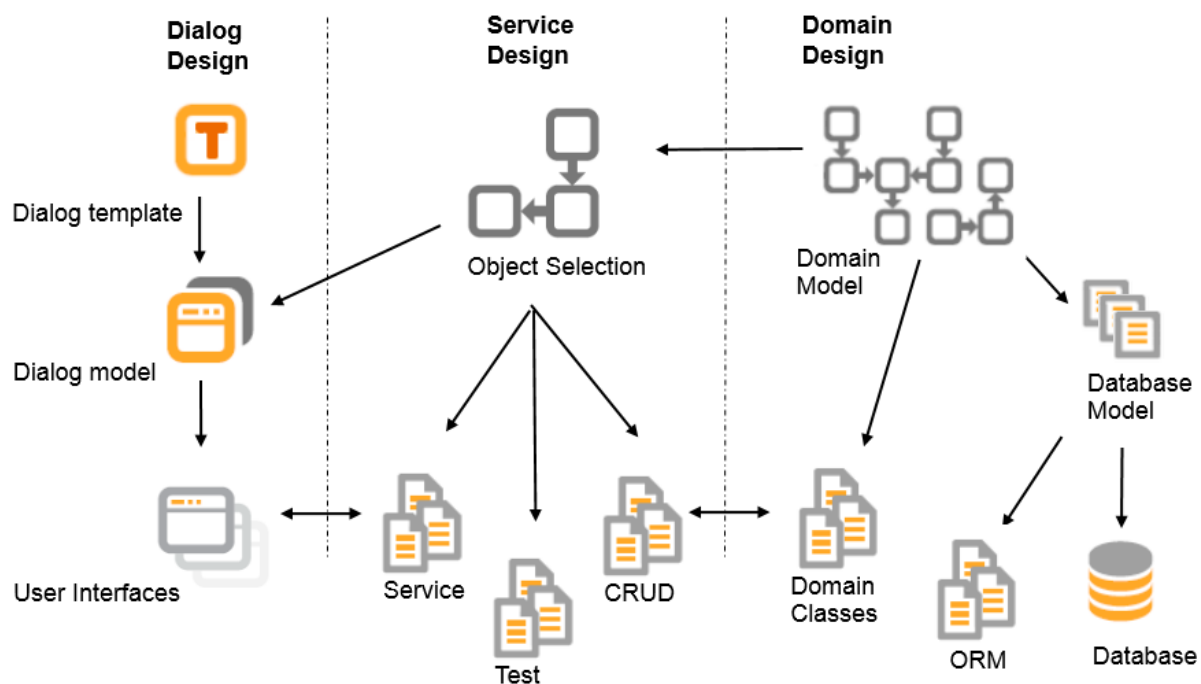 Dialog
Design
Service
Design
Domain
Design
T
Dialog template
Object Selection
Domain
Model
Dialog model
Database
Model
User Interfaces
Service
CRUD
Domain
Classes
Test
ORM
Database